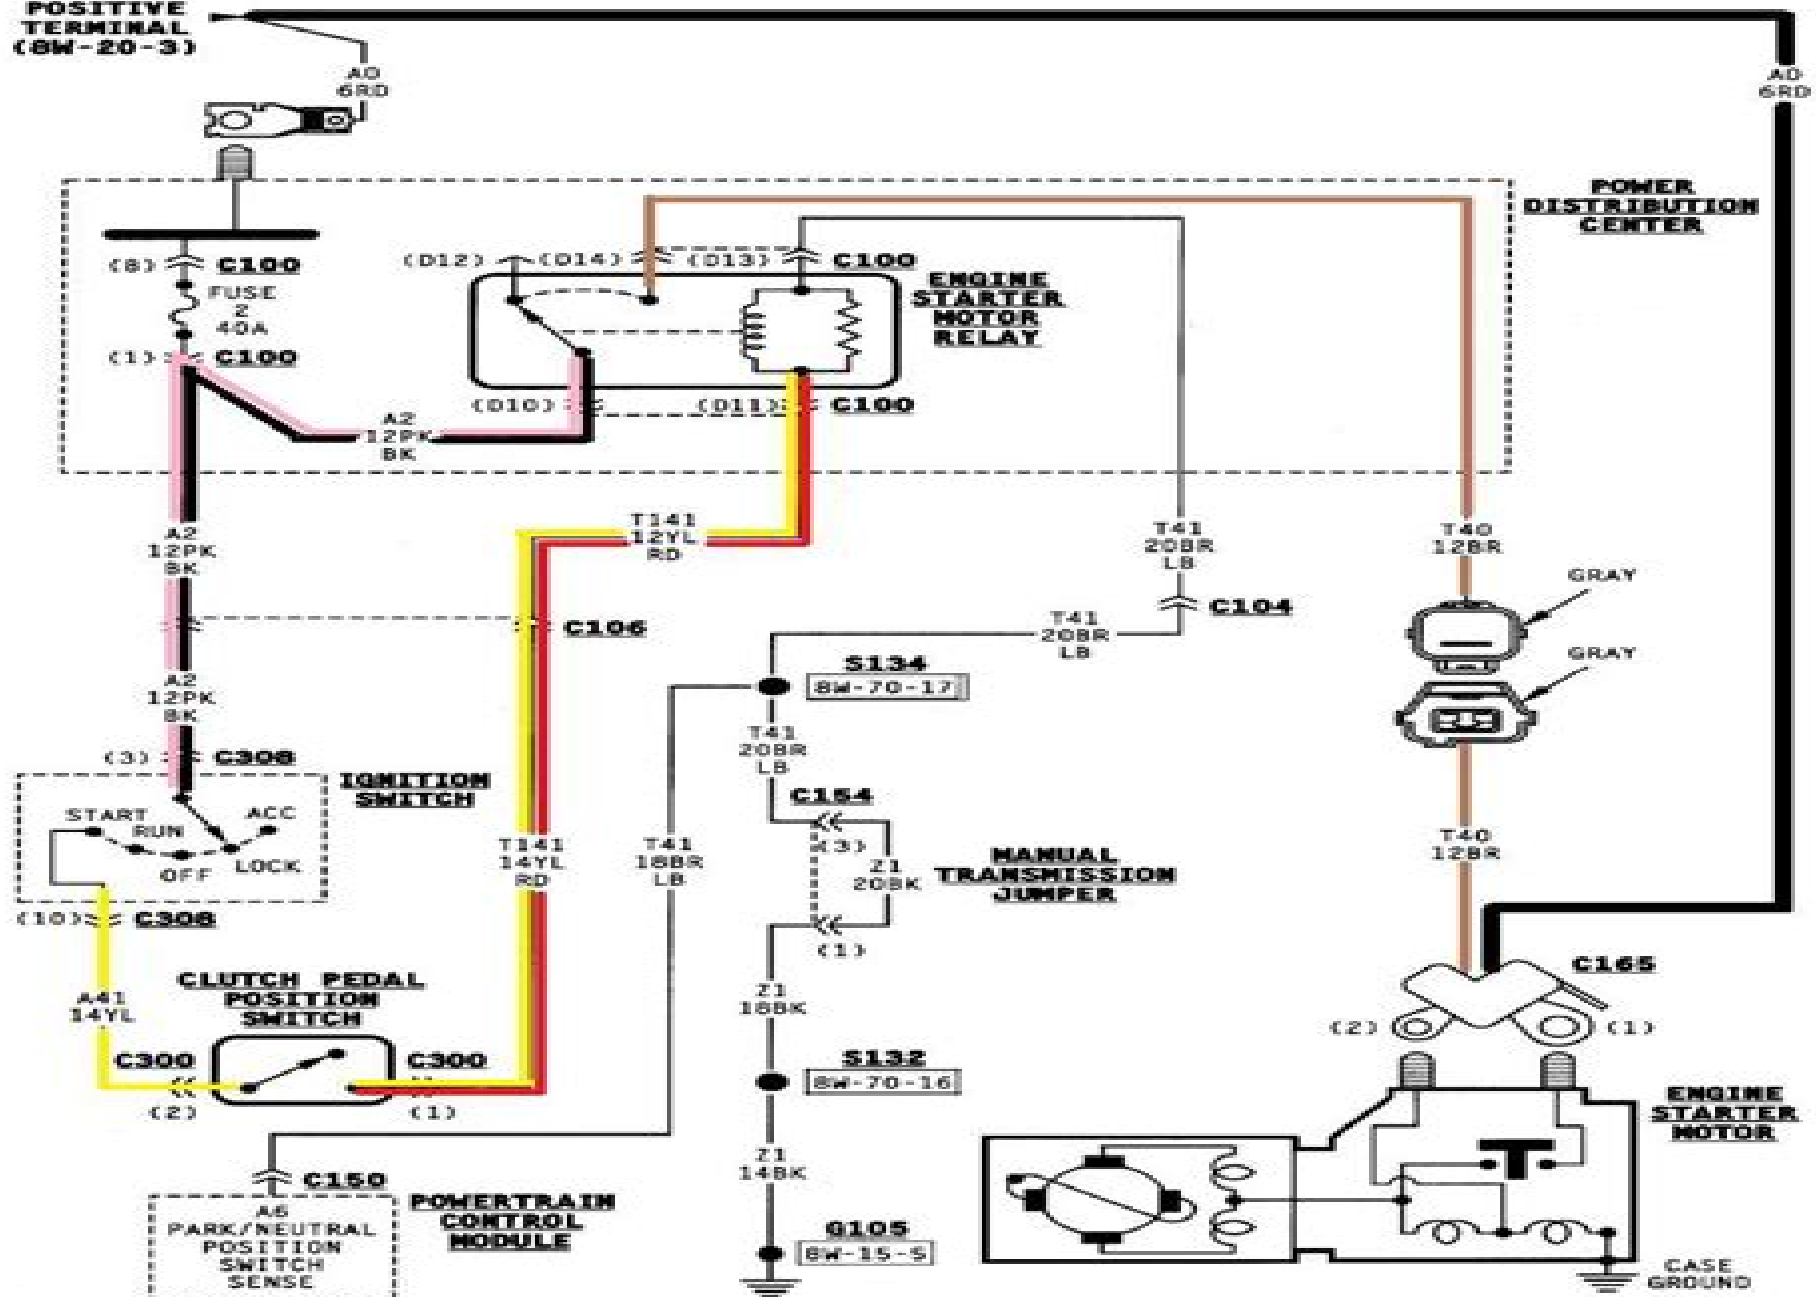 POSITIVE
TERMINAL
(8W-20-3)
A0
6RD
A0
6RD
POWER
DISTRIBUTION
CENTER
(8)
C100
FUSE
2
40A
(1)
C100
(D12)
(D14)
(D13)
C100
ENGINE
STARTER
MOTOR
RELAY
(D10)
(D11)
C100
A2
12PK
BK
A2
12PK
BK
T141
12YL
RD
T41
20BR
LB
T40
12BR
GRAY
C106
C104
T41
20BR
LB
GRAY
S134
8W-70-17
A2
12PK
BK
T41
20BR
LB
(3)
C308
IGNITION
SWITCH
START
RUN
ACC
OFF
LOCK
C154
(3)
Z1
20BK
MANUAL
TRANSMISSION
JUMPER
(1)
T141
14YL
RD
T41
18BR
LB
T40
12BR
(10)
C308
CLUTCH PEDAL
POSITION
SWITCH
A41
14YL
Z1
18BK
C165
(2)
(1)
C300
C300
(2)
(1)
S132
8W-70-16
ENGINE
STARTER
MOTOR
Z1
14BK
C150
A6
PARK/NEUTRAL
POSITION
SWITCH
SENSE
POWERTRAIN
CONTROL
MODULE
G105
8W-15-5
CASE
GROUND